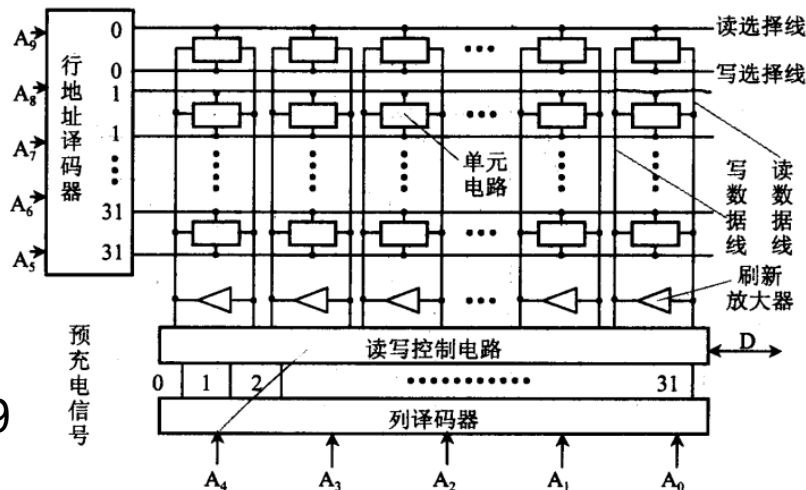 A₉
A₈
A₇
A₆
A₅
行地址译码器
0
0
1
1
31
31
读选择线
写选择线
单元
电路
写数据线
读数据线
刷新
放大器
预充电信号
9
读写控制电路
D
0 1 2 31
列译码器
A₄ A₃ A₂ A₁ A₀